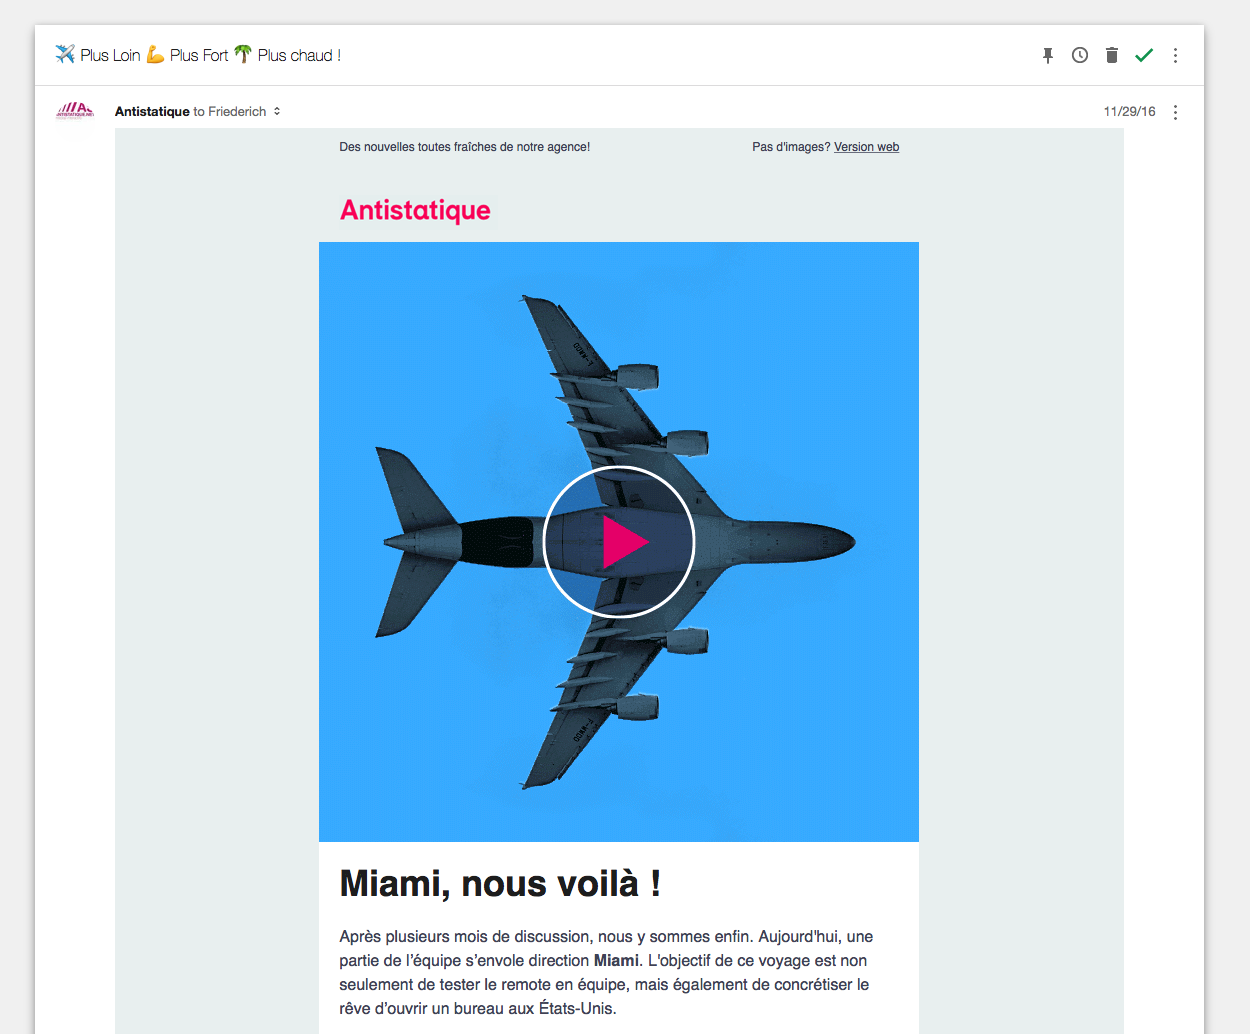 ✈️ Plus Loin 💪 Plus Fort 🌴 Plus chaud !
Antistatique to Friederich
11/29/16
Des nouvelles toutes fraîches de notre agence!
Pas d'images? Version web
Antistatique
Miami, nous voilà !
Après plusieurs mois de discussion, nous y sommes enfin. Aujourd'hui, une
partie de l’équipe s’envole direction Miami. L'objectif de ce voyage est non
seulement de tester le remote en équipe, mais également de concrétiser le
rêve d’ouvrir un bureau aux États-Unis.